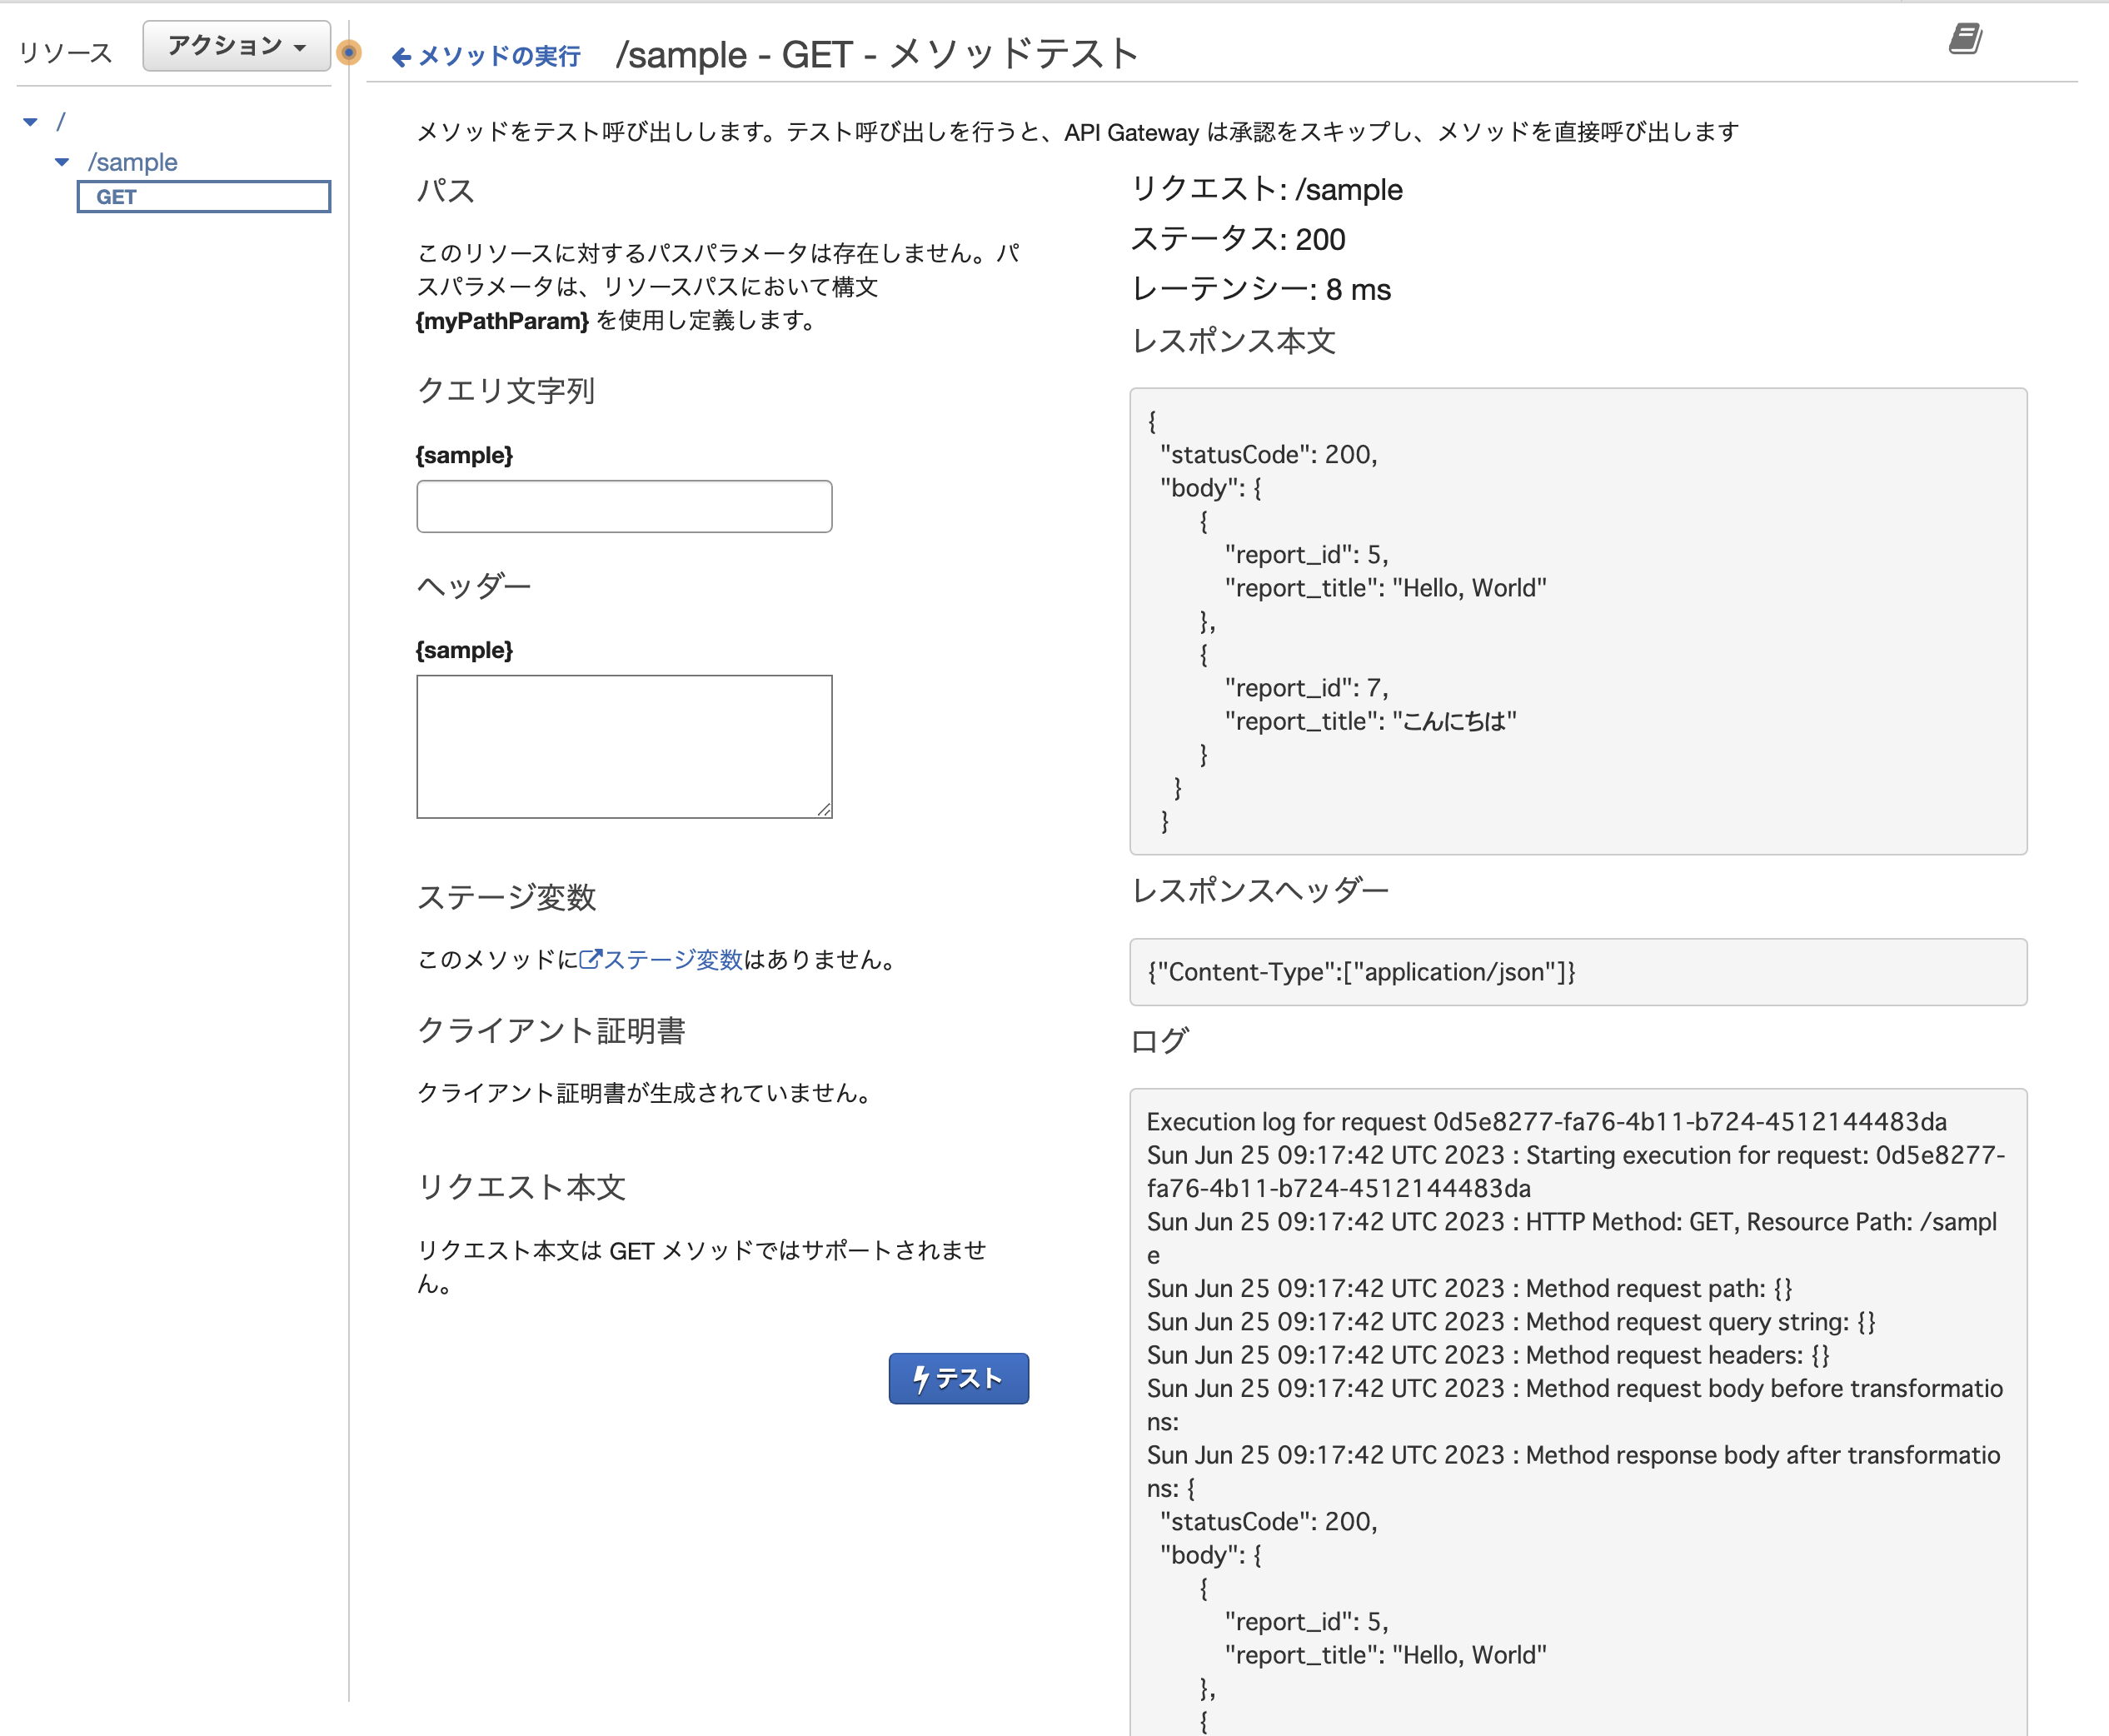 リソース
アクション
/
/sample
GET
メソッドの実行
/sample - GET - メソッドテスト
メソッドをテスト呼び出しします。テスト呼び出しを行うと、API Gateway は承認をスキップし、メソッドを直接呼び出します
パス
このリソースに対するパスパラメータは存在しません。パ
スパラメータは、リソースパスにおいて構文
{myPathParam} を使用し定義します。
クエリ文字列
{sample}
ヘッダー
{sample}
ステージ変数
このメソッドにステージ変数はありません。
クライアント証明書
クライアント証明書が生成されていません。
リクエスト本文
リクエスト本文は GET メソッドではサポートされませ
ん。
テスト
リクエスト: /sample
ステータス: 200
レーテンシー: 8 ms
レスポンス本文
{
"statusCode": 200,
"body": {
{
"report_id": 5,
"report_title": "Hello, World"
},
{
"report_id": 7,
"report_title": "こんにちは"
}
}
}
レスポンスヘッダー
{"Content-Type":["application/json"]}
ログ
Execution log for request 0d5e8277-fa76-4b11-b724-4512144483da
Sun Jun 25 09:17:42 UTC 2023 : Starting execution for request: 0d5e8277-
fa76-4b11-b724-4512144483da
Sun Jun 25 09:17:42 UTC 2023 : HTTP Method: GET, Resource Path: /sampl
e
Sun Jun 25 09:17:42 UTC 2023 : Method request path: {}
Sun Jun 25 09:17:42 UTC 2023 : Method request query string: {}
Sun Jun 25 09:17:42 UTC 2023 : Method request headers: {}
Sun Jun 25 09:17:42 UTC 2023 : Method request body before transformatio
ns:
Sun Jun 25 09:17:42 UTC 2023 : Method response body after transformatio
ns: {
"statusCode": 200,
"body": {
{
"report_id": 5,
"report_title": "Hello, World"
},
{